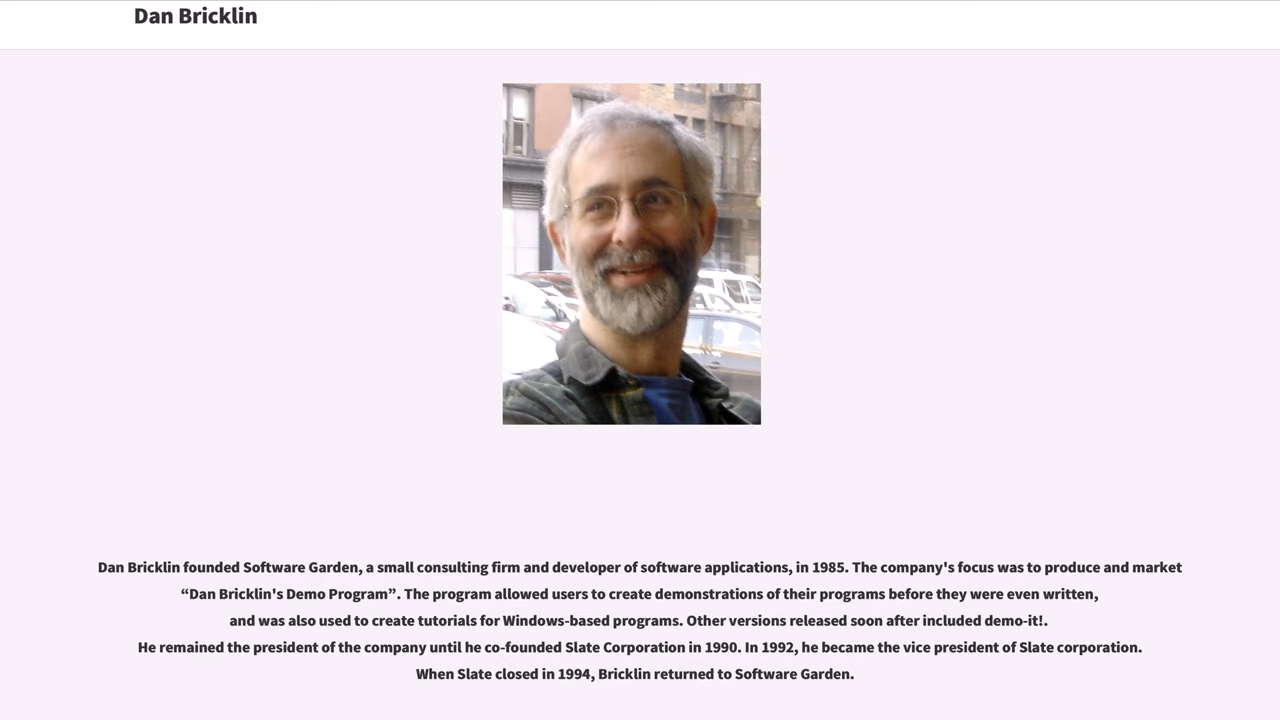 Dan Bricklin
Dan Bricklin founded Software Garden, a small consulting firm and developer of software applications, in 1985. The company's focus was to produce and market
“Dan Bricklin's Demo Program”. The program allowed users to create demonstrations of their programs before they were even written,
and was also used to create tutorials for Windows-based programs. Other versions released soon after included demo-it!.
He remained the president of the company until he co-founded Slate Corporation in 1990. In 1992, he became the vice president of Slate corporation.
When Slate closed in 1994, Bricklin returned to Software Garden.